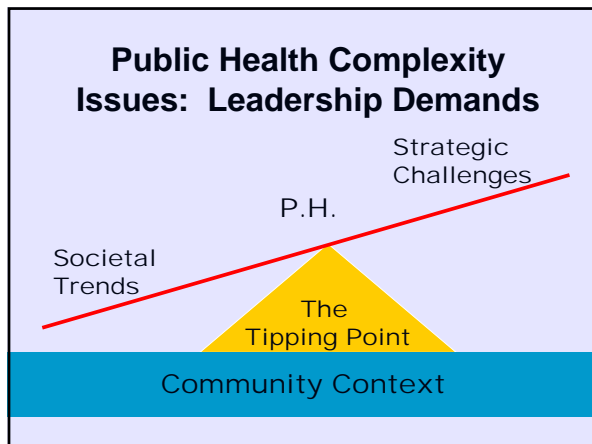 Public Health Complexity
Issues:  Leadership Demands
Strategic
Challenges
P.H.
Societal
Trends
The
Tipping Point
Community Context